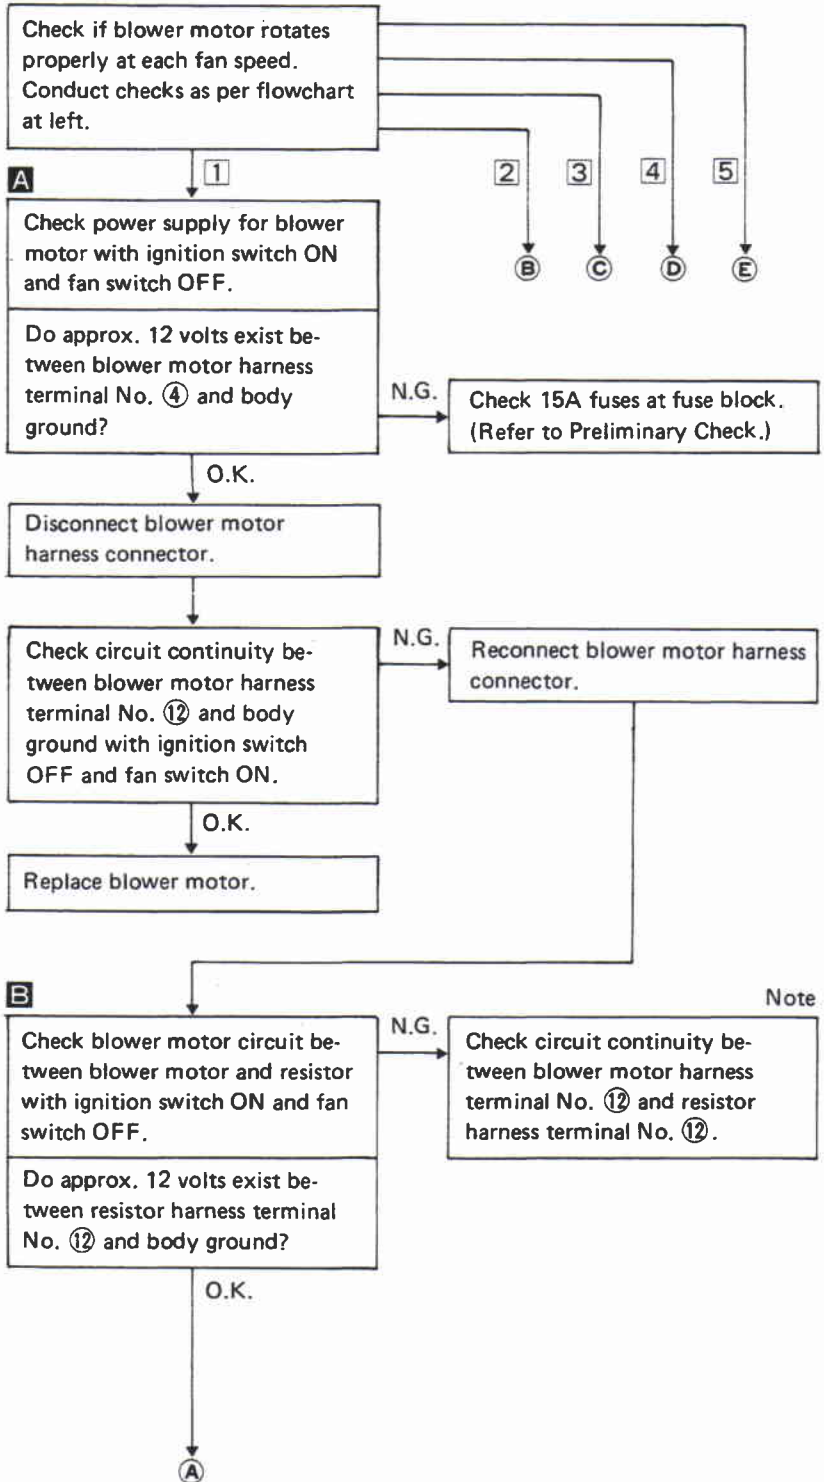 Check if blower motor rotates
properly at each fan speed.
Conduct checks as per flowchart
at left.
1
2
3
4
5
B
C
D
E
A
Check power supply for blower
motor with ignition switch ON
and fan switch OFF.
Do approx. 12 volts exist be-
tween blower motor harness
terminal No. ④ and body
ground?
N.G.
Check 15A fuses at fuse block.
(Refer to Preliminary Check.)
O.K.
Disconnect blower motor
harness connector.
Check circuit continuity be-
tween blower motor harness
terminal No. ⑫ and body
ground with ignition switch
OFF and fan switch ON.
N.G.
Reconnect blower motor harness
connector.
O.K.
Replace blower motor.
B
Check blower motor circuit be-
tween blower motor and resistor
with ignition switch ON and fan
switch OFF.
Do approx. 12 volts exist be-
tween resistor harness terminal
No. ⑫ and body ground?
N.G.
Note
Check circuit continuity be-
tween blower motor harness
terminal No. ⑫ and resistor
harness terminal No. ⑫.
O.K.
Ⓐ